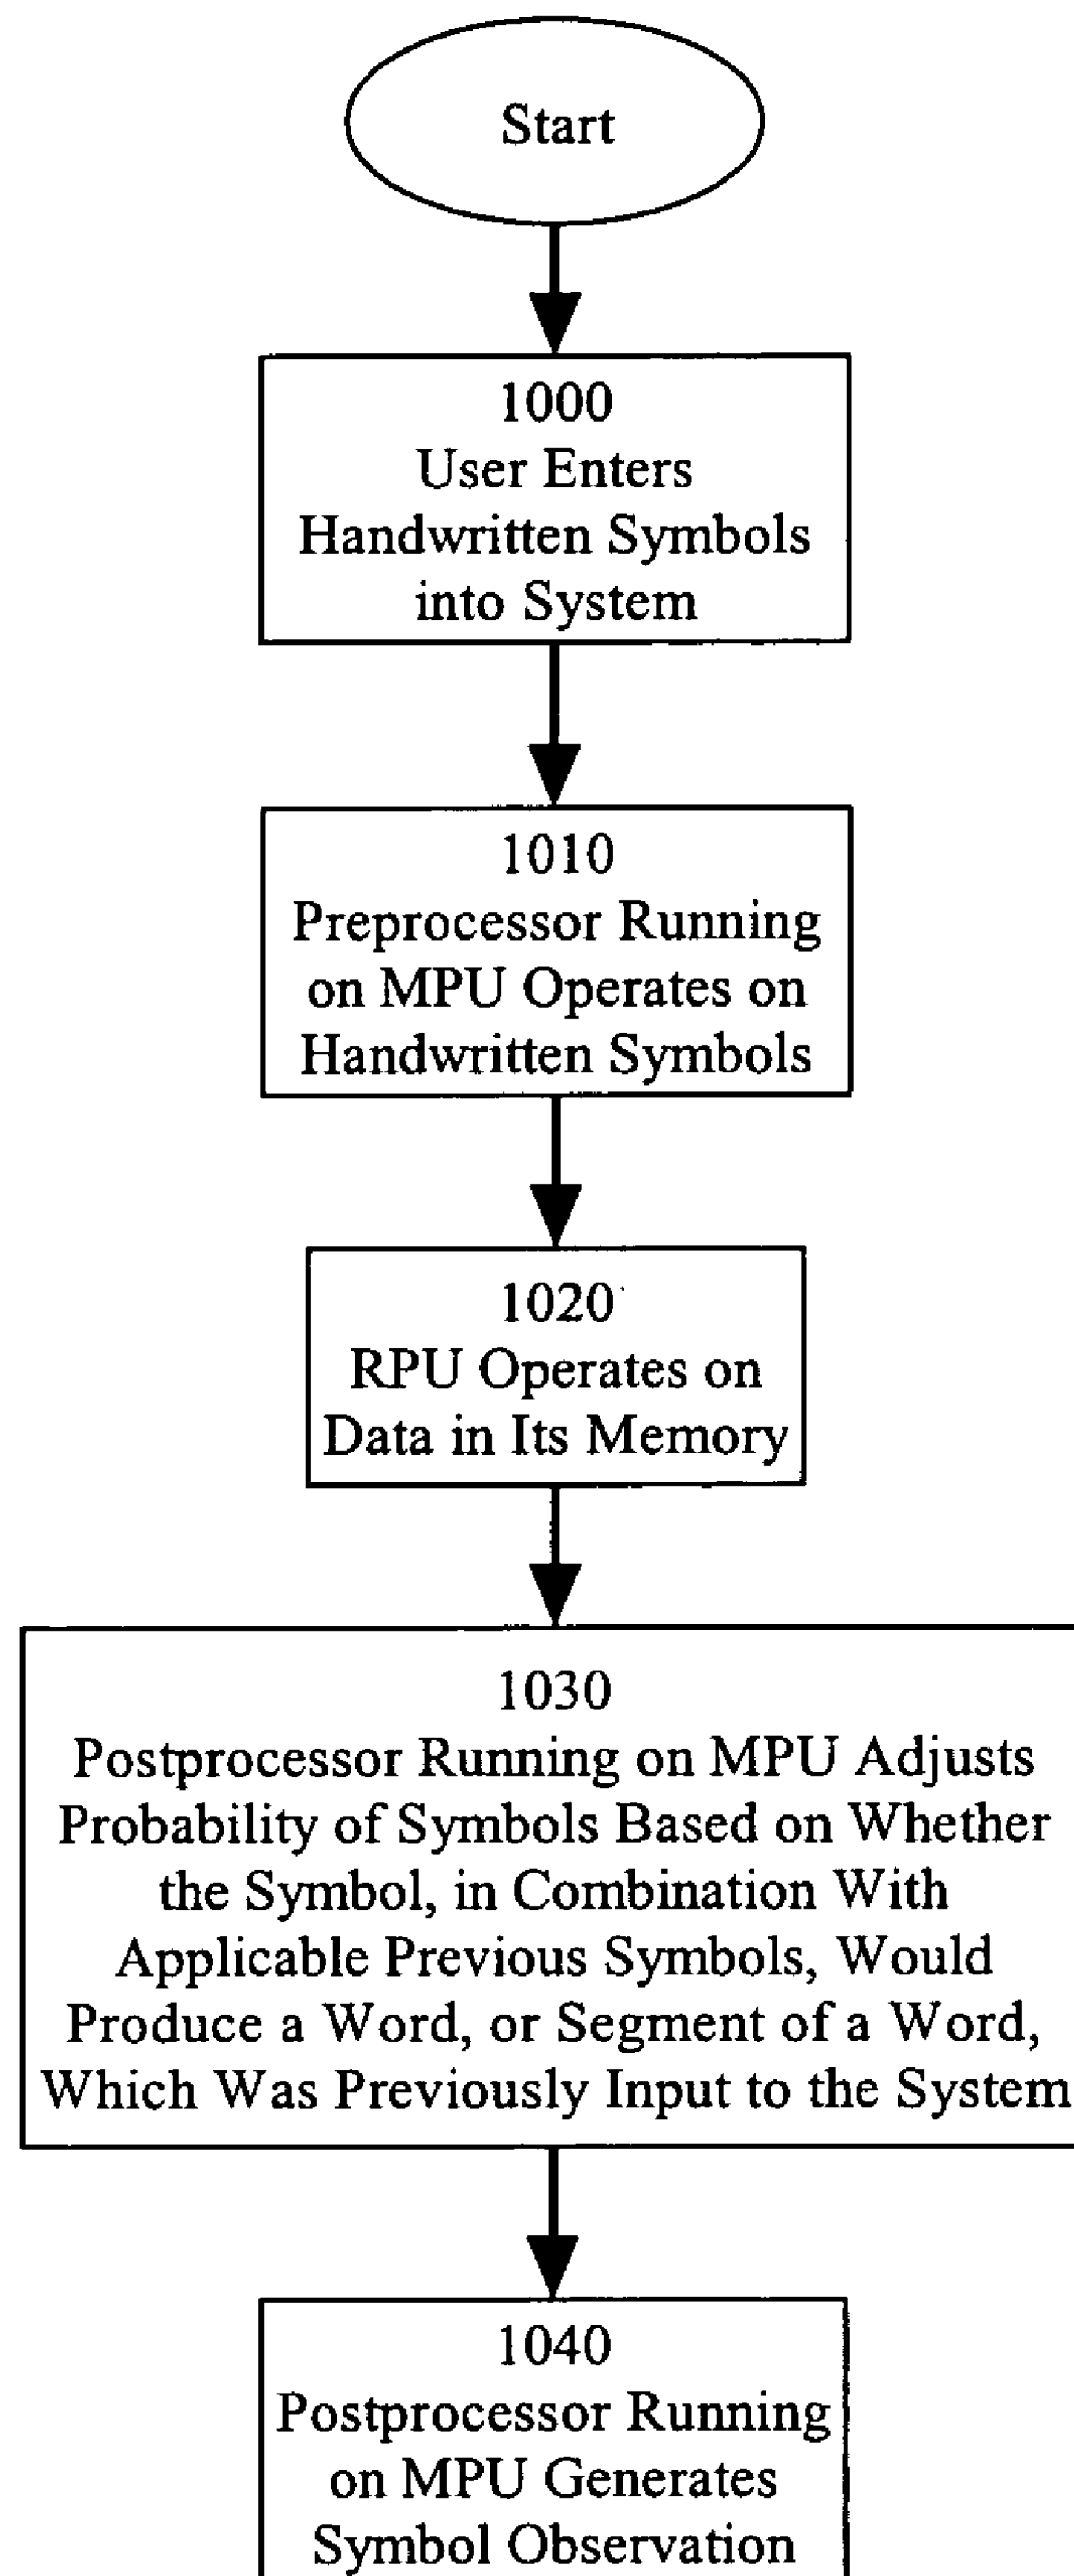 Start
1000
User Enters
Handwritten Symbols
into System
1010
Preprocessor Running
on MPU Operates on
Handwritten Symbols
1020
RPU Operates on
Data in Its Memory
1030
Postprocessor Running on MPU Adjusts
Probability of Symbols Based on Whether
the Symbol, in Combination With
Applicable Previous Symbols, Would
Produce a Word, or Segment of a Word,
Which Was Previously Input to the System
1040
Postprocessor Running
on MPU Generates
Symbol Observation